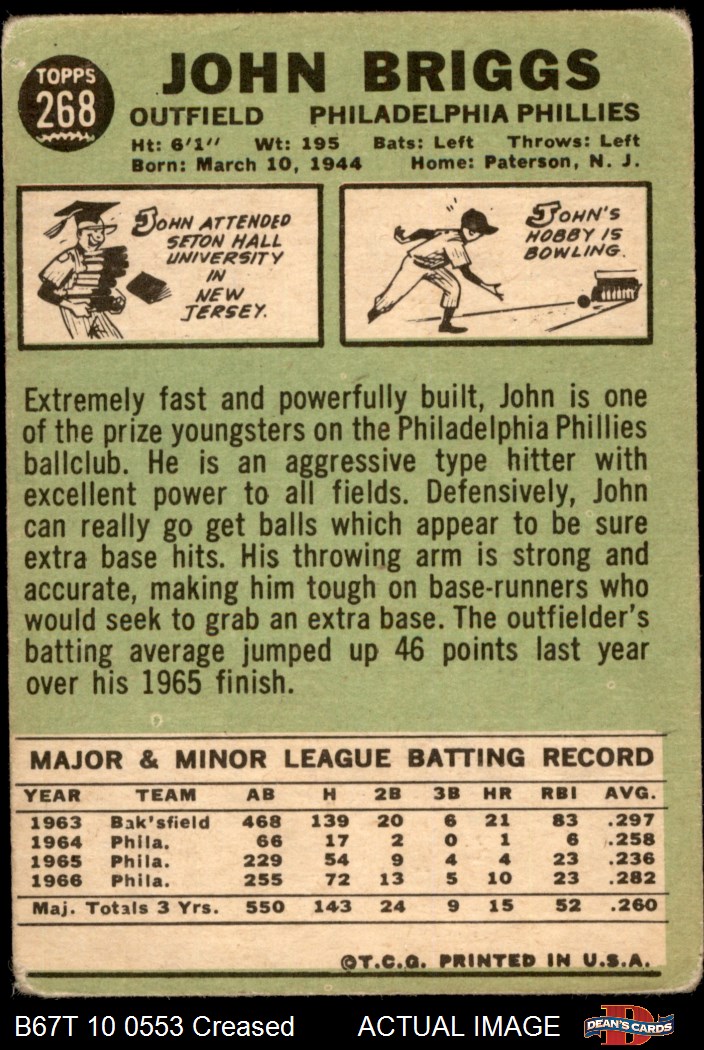 TOPPS
268
JOHN BRIGGS
OUTFIELD PHILADELPHIA PHILLIES
Ht: 6'1" Wt: 195 Bats: Left Throws: Left
Born: March 10, 1944 Home: Paterson, N. J.
JOHN ATTENDED
SETON HALL
UNIVERSITY
IN
NEW
JERSEY.
JOHN'S
HOBBY IS
BOWLING.
Extremely fast and powerfully built, John is one
of the prize youngsters on the Philadelphia Phillies
ballclub. He is an aggressive type hitter with
excellent power to all fields. Defensively, John
can really go get balls which appear to be sure
extra base hits. His throwing arm is strong and
accurate, making him tough on base-runners who
would seek to grab an extra base. The outfielder's
batting average jumped up 46 points last year
over his 1965 finish.
MAJOR & MINOR LEAGUE BATTING RECORD
YEAR TEAM AB H 2B 3B HR RBI AVG.
1963 Bak'sfield 468 139 20 6 21 83 .297
1964 Phila. 66 17 2 0 1 6 .258
1965 Phila. 229 54 9 4 4 23 .236
1966 Phila. 255 72 13 5 10 23 .282
Maj. Totals 3 Yrs. 550 143 24 9 15 52 .260
©T.C.G. PRINTED IN U.S.A.
B67T 10 0553 Creased ACTUAL IMAGE
D
DEAN'S CARDS